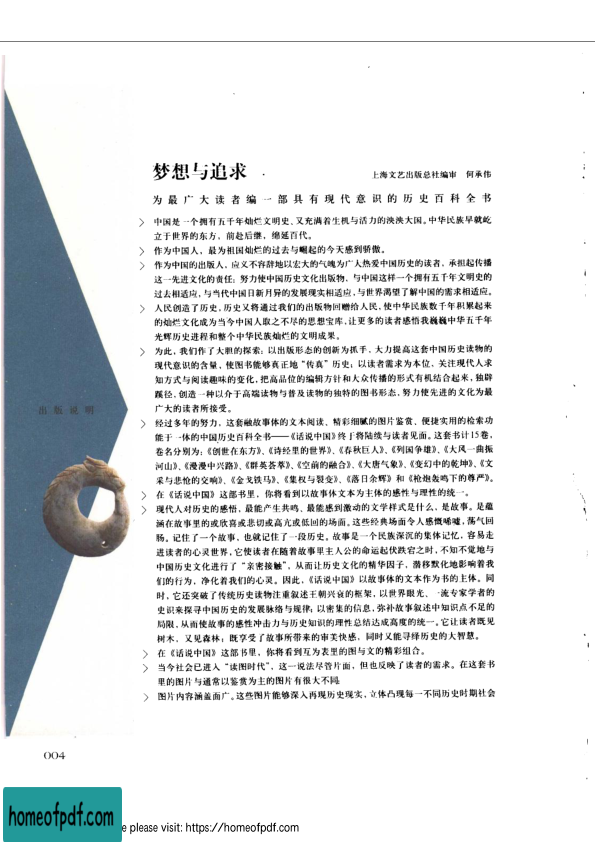 梦想与追求
上海文艺出版总社编审 何承伟
为最广大读者编一部具有现代意识的历史百科全书
> 中国是一个拥有五千年灿烂文明史、又充满着生机与活力的泱泱大国。中华民族早就屹
立于世界的东方，前赴后继，绵延百代。
> 作为中国人，最为祖国灿烂的过去与崛起的今天感到骄傲。
> 作为中国的出版人，应义不容辞地以宏大的气魄为广大热爱中国历史的读者，承担起传播
这一先进文化的责任；努力使中国历史文化出版物，与中国这样一个拥有五千年文明史的
过去相适应，与当代中国日新月异的发展现实相适应，与世界渴望了解中国的需求相适应。
> 人民创造了历史，历史又将通过我们的出版物回赠给人民，使中华民族数千年积累起来
的灿烂文化成为当今中国人取之不尽的思想宝库，让更多的读者感悟我巍巍中华五千年
光辉历史进程和整个中华民族灿烂的文明成果。
> 为此，我们作了大胆的探索：以出版形态的创新为抓手，大力提高这套中国历史读物的
现代意识的含量，使图书能够真正地“传真”历史；以读者需求为本位，关注现代人求
知方式与阅读趣味的变化，把高品位的编辑方针和大众传播的形式有机结合起来，独辟
蹊径，创造一种以介于高端读物与普及读物的独特的图书形态，努力使先进的文化为最
广大的读者所接受。
出版说明
> 经过多年的努力，这套融故事体的文本阅读、精彩细腻的图片鉴赏、便捷实用的检索功
能于一体的中国历史百科全书——《话说中国》终于将陆续与读者见面。这套书计15卷，
卷名分别为：《创世在东方》、《诗经里的世界》、《春秋巨人》、《列国争雄》、《大风一曲振
河山》、《漫漫中兴路》、《群英荟萃》、《空前的融合》、《大唐气象》、《变幻中的乾坤》、《文
采与悲怆的交响》、《金戈铁马》、《集权与裂变》、《落日余晖》和《枪炮轰鸣下的尊严》。
> 在《话说中国》这部书里，你将看到以故事体文本为主体的感性与理性的统一。
> 现代人对历史的感悟，最能产生共鸣、最能感到激动的文学样式是什么，是故事。是蕴
涵在故事里的或欣喜或悲切或高亢或低回的场面。这些经典场面令人感慨唏嘘，荡气回
肠。记住了一个故事，也就记住了一段历史。故事是一个民族深沉的集体记忆，容易走
进读者的心灵世界，它使读者在随着故事里主人公的命运起伏跌宕之时，不知不觉地与
中国历史文化进行了“亲密接触”，从而让历史文化的精华因子，潜移默化地影响着我
们的行为，净化着我们的心灵。因此，《话说中国》以故事体的文本作为书的主体。同
时，它还突破了传统历史读物注重叙述王朝兴衰的框架，以世界眼光、一流专家学者的
史识来探寻中国历史的发展脉络与规律；以密集的信息，弥补故事叙述中知识点不足的
局限，从而使故事的感性冲击力与历史知识的理性总结达成高度的统一。它让读者既见
树木，又见森林；既享受了故事所带来的审美快感，同时又能寻绎历史的大智慧。
> 在《话说中国》这部书里，你将看到互为表里的图与文的精彩组合。
> 当今社会已进入“读图时代”，这一说法尽管片面，但也反映了读者的需求。在这套书
里的图片与通常以鉴赏为主的图片有很大不同。
> 图片内容涵盖面广。这些图片能够深入再现历史现实，立体凸现每一不同历史时期社会
004
homeofpdf.com
e please visit: https://homeofpdf.com